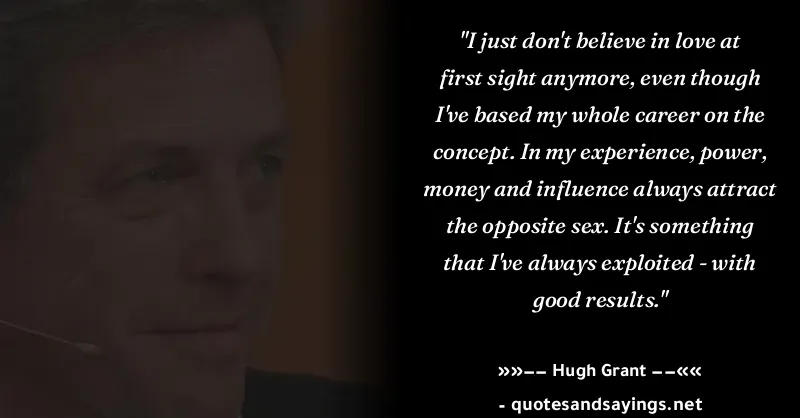 "I just don't believe in love at
first sight anymore, even though
I've based my whole career on the
concept. In my experience, power,
money and influence always attract
the opposite sex. It's something
that I've always exploited - with
good results."
»»−− Hugh Grant −−««
- quotesandsayings.net